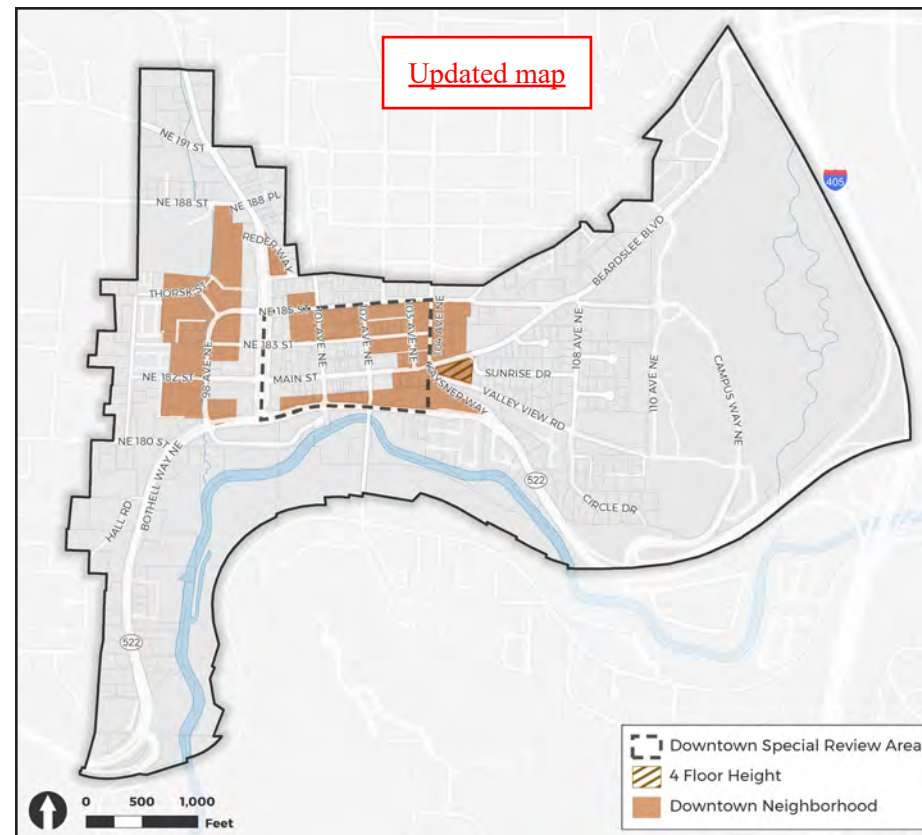 Updated map
NE 191 ST
405
NE 188 ST
NE 188 PL
REDER WAY
BEARDSLEE BLVD
THORSK ST
NE 185 ST
101 AVE NE
102 AVE NE
103 AVE NE
104 AVE NE
NE 183 ST
98 AVE NE
NE 182 ST
MAIN ST
SUNRISE DR
108 AVE NE
110 AVE NE
CAMPUS WAY NE
KAYSNER WAY
VALLEY VIEW RD
NE 180 ST
BOTHELL WAY NE
HALL RD
522
CIRCLE DR
522
Downtown Special Review Area
4 Floor Height
Downtown Neighborhood
0 500 1,000
Feet